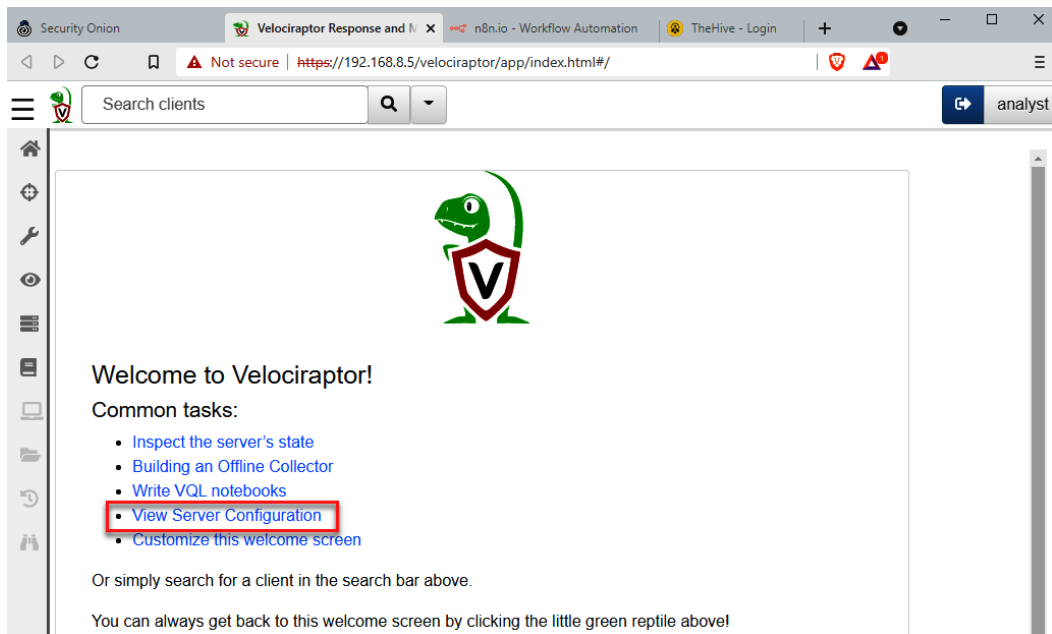 Security Onion
Velociraptor Response and M
n8n.io - Workflow Automation
TheHive - Login
Not secure
https://192.168.8.5/velociraptor/app/index.html#/
1
Search clients
analyst
V
Welcome to Velociraptor!
Common tasks:
Inspect the server's state
Building an Offline Collector
Write VQL notebooks
View Server Configuration
Customize this welcome screen
Or simply search for a client in the search bar above.
You can always get back to this welcome screen by clicking the little green reptile above!